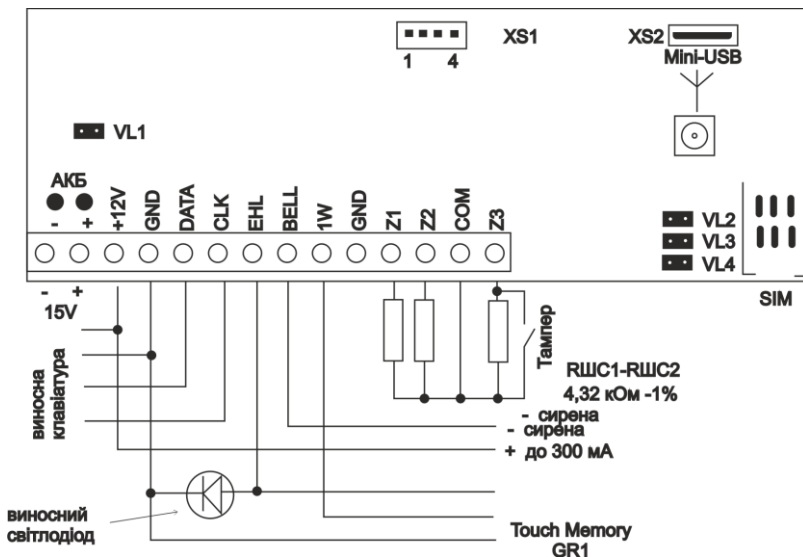 XS1
1 4
XS2
Mini-USB
VL1
АКБ
- +
+12V
GND
DATA
CLK
EHL
BELL
1W
GND
Z1
Z2
COM
Z3
VL2
VL3
VL4
SIM
- +
15V
виносна
клавіатура
Тампер
RШС1-RШС2
4,32 кОм -1%
- сирена
- сирена
+ до 300 мА
виносний
світлодіод
Touch Memory
GR1